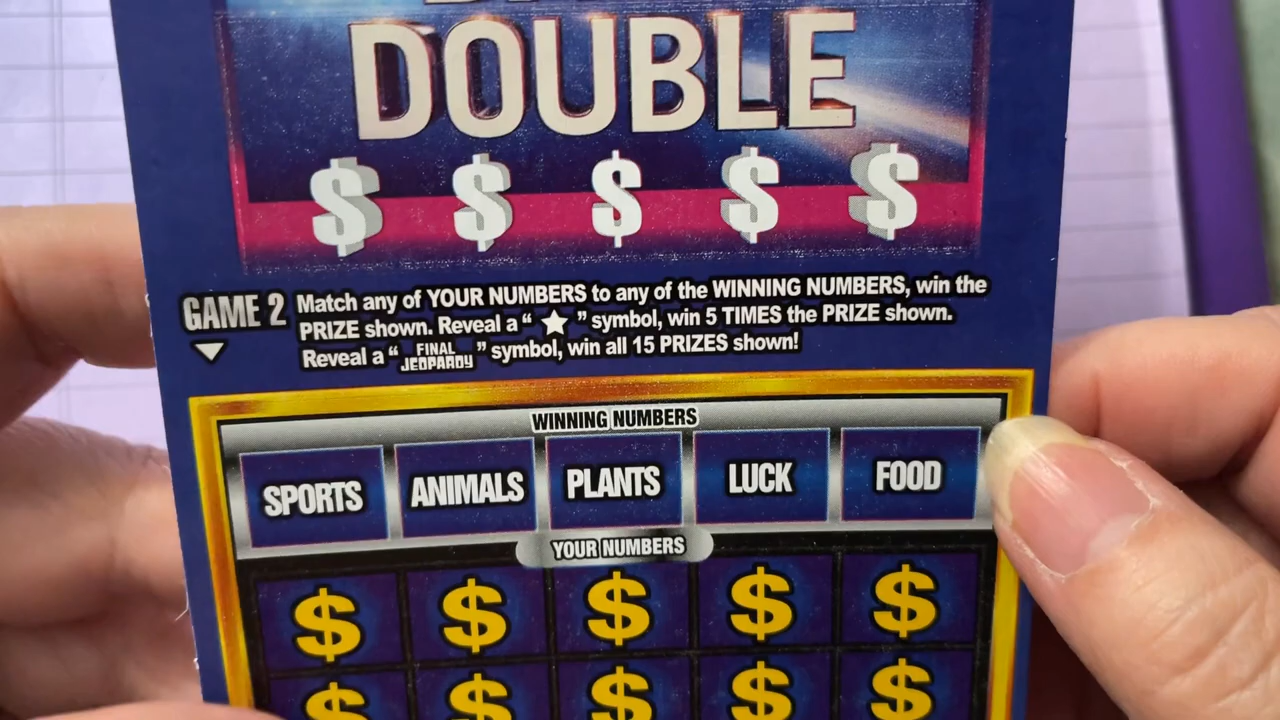 DOUBLE
$ $ $ $ $
GAME 2 Match any of YOUR NUMBERS to any of the WINNING NUMBERS, win the
PRIZE shown. Reveal a " ★ " symbol, win 5 TIMES the PRIZE shown.
Reveal a " FINAL JEOPARDY " symbol, win all 15 PRIZES shown!
WINNING NUMBERS
SPORTS ANIMALS PLANTS LUCK FOOD
YOUR NUMBERS
$ $ $ $ $
$ $ $ $ $